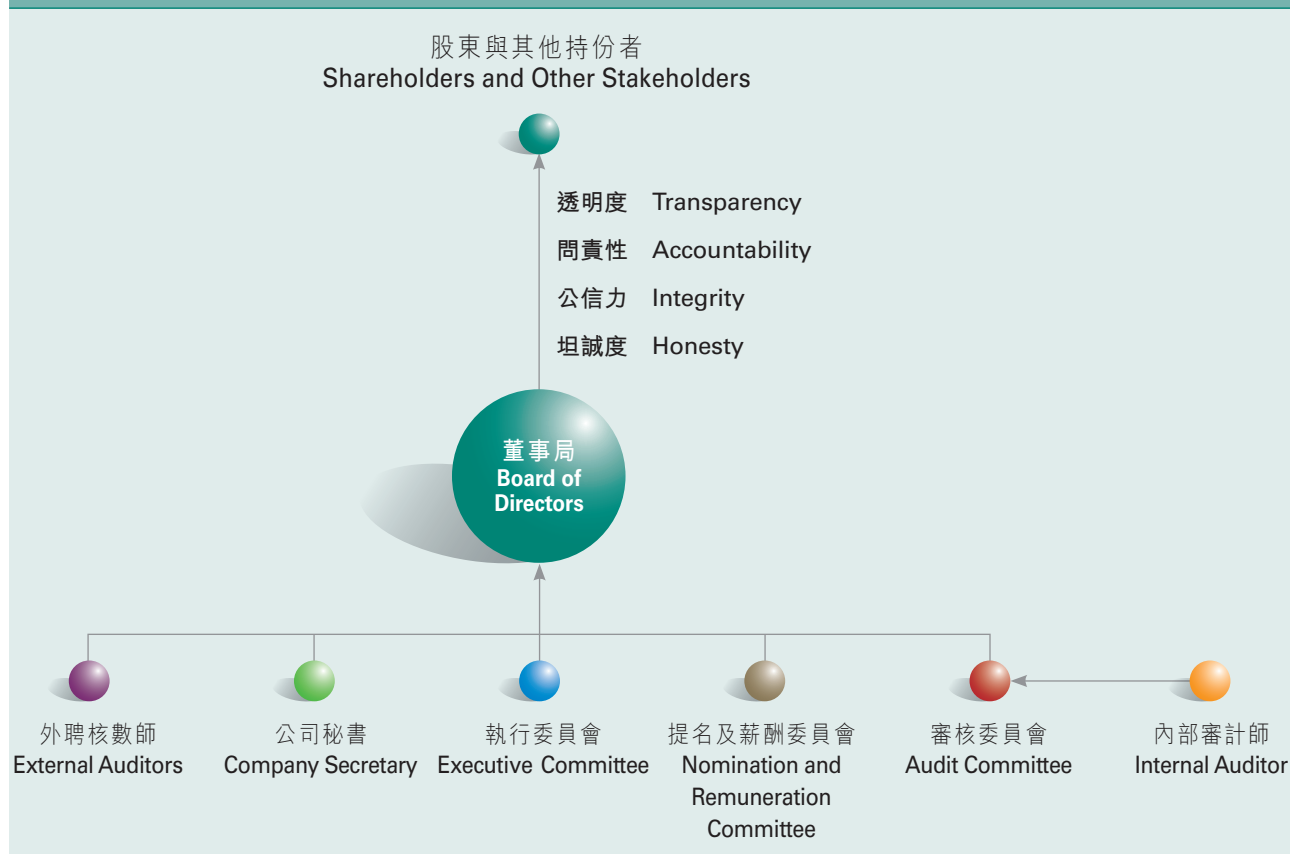 股東與其他持份者
Shareholders and Other Stakeholders
透明度 Transparency
問責性 Accountability
公信力 Integrity
坦誠度 Honesty
董事局
Board of
Directors
外聘核數師
External Auditors
公司秘書
Company Secretary
執行委員會
Executive Committee
提名及薪酬委員會
Nomination and
Remuneration
Committee
審核委員會
Audit Committee
內部審計師
Internal Auditor